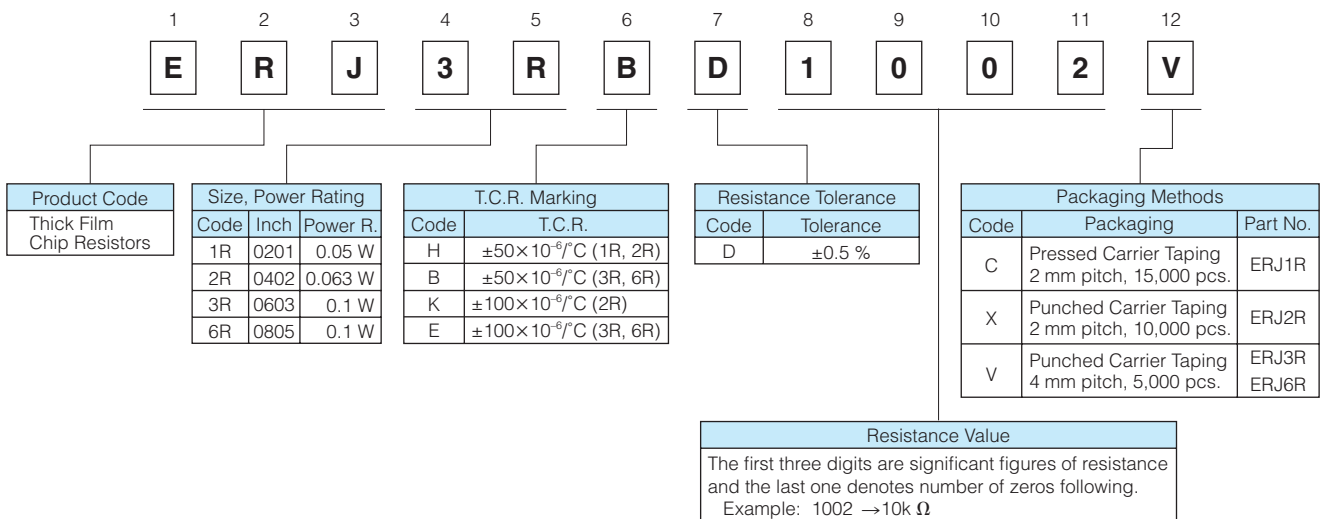 1 2 3 4 5 6 7 8 9 10 11 12
E R J 3 R B D 1 0 0 2 V
Product Code
Thick Film
Chip Resistors
Size, Power Rating
Code Inch Power R.
1R 0201 0.05 W
2R 0402 0.063 W
3R 0603 0.1 W
6R 0805 0.1 W
T.C.R. Marking
Code T.C.R.
H ±50×10⁻⁶/°C (1R, 2R)
B ±50×10⁻⁶/°C (3R, 6R)
K ±100×10⁻⁶/°C (2R)
E ±100×10⁻⁶/°C (3R, 6R)
Resistance Tolerance
Code Tolerance
D ±0.5 %
Packaging Methods
Code Packaging Part No.
C Pressed Carrier Taping
2 mm pitch, 15,000 pcs. ERJ1R
X Punched Carrier Taping
2 mm pitch, 10,000 pcs. ERJ2R
V Punched Carrier Taping ERJ3R
4 mm pitch, 5,000 pcs. ERJ6R
Resistance Value
The first three digits are significant figures of resistance
and the last one denotes number of zeros following.
Example: 1002 →10k Ω